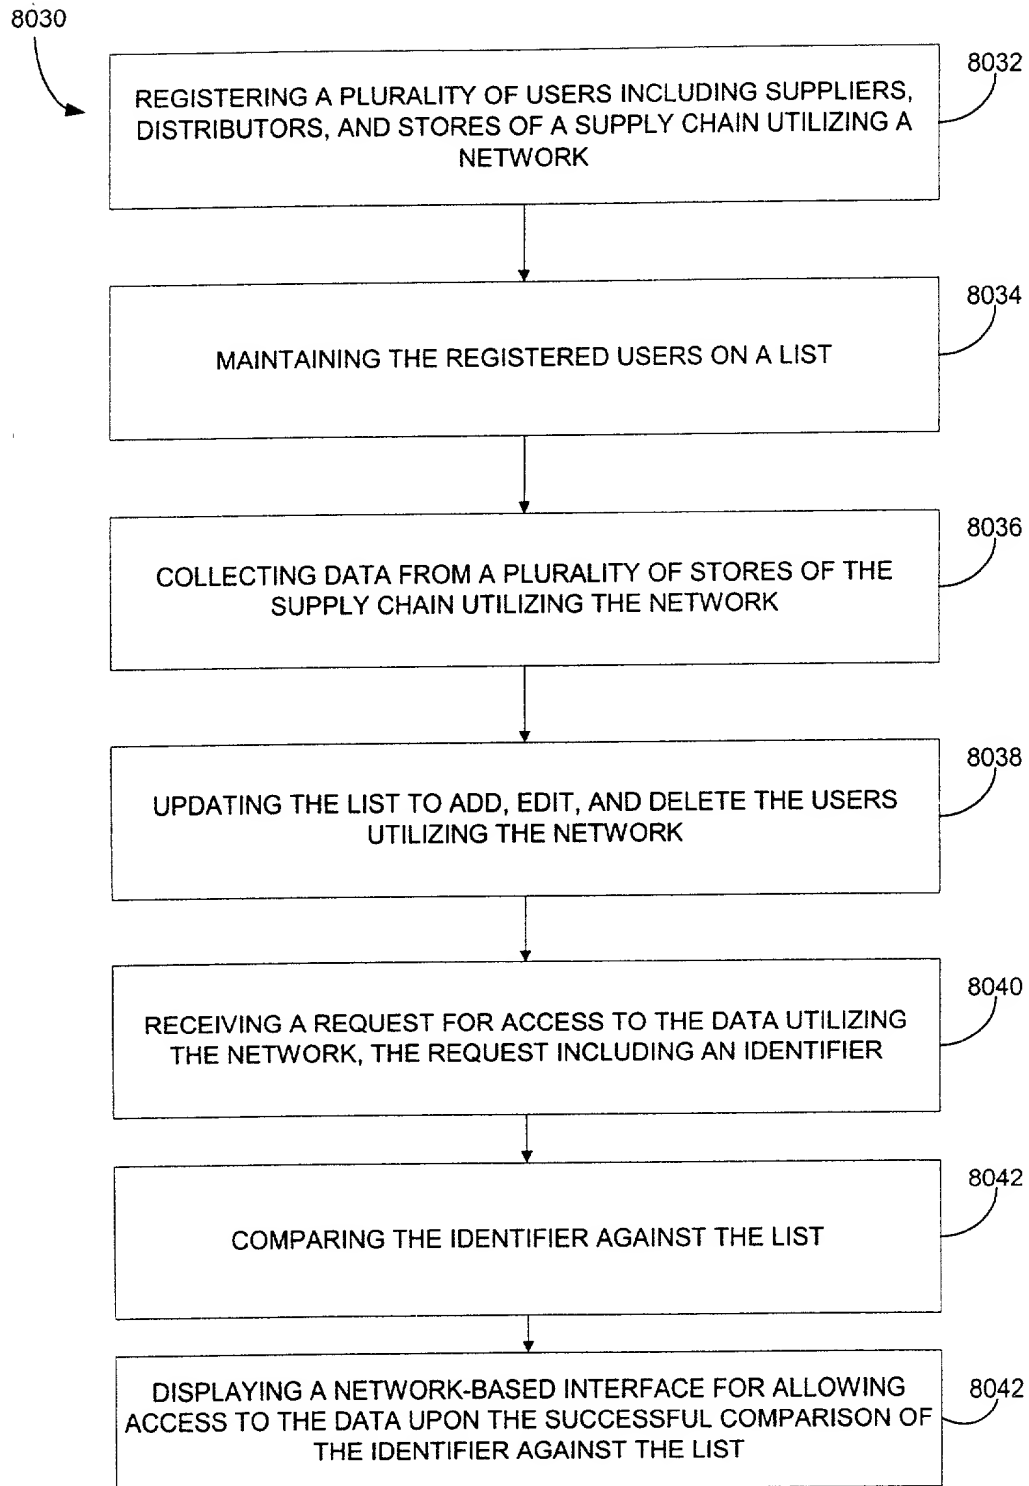 8030
8032
REGISTERING A PLURALITY OF USERS INCLUDING SUPPLIERS,
DISTRIBUTORS, AND STORES OF A SUPPLY CHAIN UTILIZING A
NETWORK
8034
MAINTAINING THE REGISTERED USERS ON A LIST
8036
COLLECTING DATA FROM A PLURALITY OF STORES OF THE
SUPPLY CHAIN UTILIZING THE NETWORK
8038
UPDATING THE LIST TO ADD, EDIT, AND DELETE THE USERS
UTILIZING THE NETWORK
8040
RECEIVING A REQUEST FOR ACCESS TO THE DATA UTILIZING
THE NETWORK, THE REQUEST INCLUDING AN IDENTIFIER
8042
COMPARING THE IDENTIFIER AGAINST THE LIST
8042
DISPLAYING A NETWORK-BASED INTERFACE FOR ALLOWING
ACCESS TO THE DATA UPON THE SUCCESSFUL COMPARISON OF
THE IDENTIFIER AGAINST THE LIST